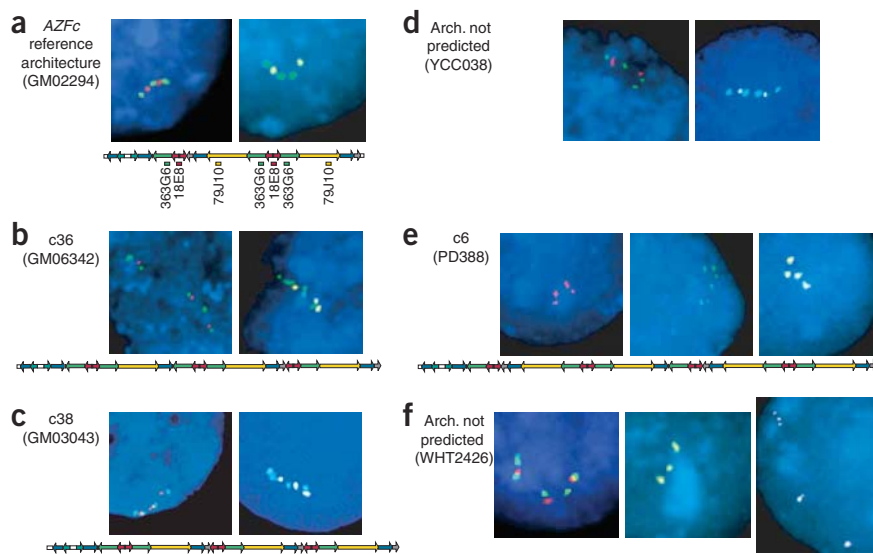 a
AZFc
reference
architecture
(GM02294)
363G6
18E8
79J10
363G6
18E8
363G6
79J10
b
c36
(GM06342)
c
c38
(GM03043)
d
Arch. not
predicted
(YCC038)
e
c6
(PD388)
f
Arch. not
predicted
(WHT2426)